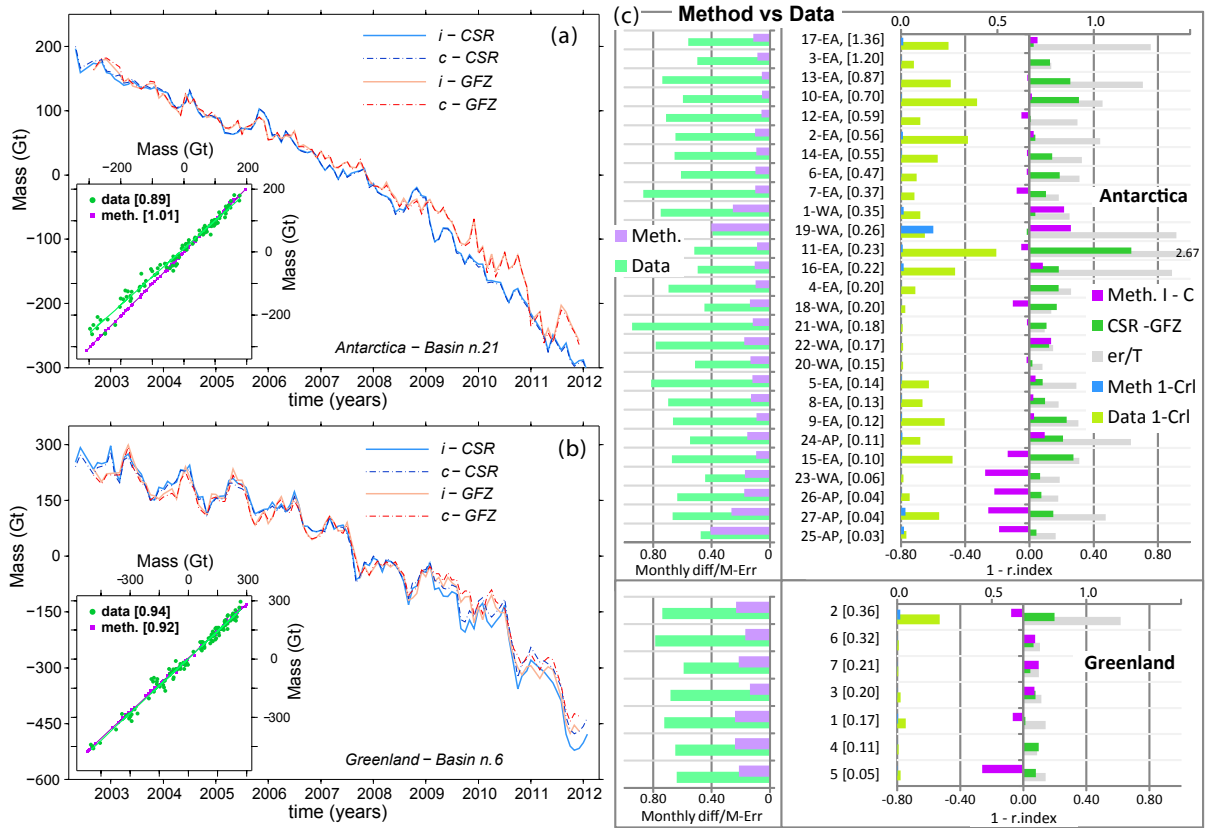 (a)
i − CSR
c − CSR
i − GFZ
c − GFZ
200
100
0
−100
−200
−300
Mass (Gt)
Mass (Gt)
−200 0 200
data [0.89]
meth. [1.01]
200
0
−200
Mass (Gt)
Antarctica − Basin n.21
2003 2004 2005 2006 2007 2008 2009 2010 2011 2012
time (years)
(b)
i − CSR
c − CSR
i − GFZ
c − GFZ
300
150
0
−150
−300
−450
−600
Mass (Gt)
Mass (Gt)
−300 0 300
data [0.94]
meth. [0.92]
300
0
−300
Mass (Gt)
Greenland − Basin n.6
2003 2004 2005 2006 2007 2008 2009 2010 2011 2012
time (years)
(c) Method vs Data
0.0 0.5 1.0
17-EA, [1.36]
3-EA, [1.20]
13-EA, [0.87]
10-EA, [0.70]
12-EA, [0.59]
2-EA, [0.56]
14-EA, [0.55]
6-EA, [0.47]
7-EA, [0.37]
1-WA, [0.35]
19-WA, [0.26]
11-EA, [0.23]
16-EA, [0.22]
4-EA, [0.20]
18-WA, [0.20]
21-WA, [0.18]
22-WA, [0.17]
20-WA, [0.15]
5-EA, [0.14]
8-EA, [0.13]
9-EA, [0.12]
24-AP, [0.11]
15-EA, [0.10]
23-WA, [0.06]
26-AP, [0.04]
27-AP, [0.04]
25-AP, [0.03]
Meth.
Data
Antarctica
2.67
Meth. I - C
CSR -GFZ
er/T
Meth 1-Crl
Data 1-Crl
0.80 0.40 0
Monthly diff/M-Err
-0.80 -0.40 0.00 0.40 0.80
1 - r.index
0.0 0.5 1.0
2 [0.36]
6 [0.32]
7 [0.21]
3 [0.20]
1 [0.17]
4 [0.11]
5 [0.05]
Greenland
0.80 0.40 0
Monthly diff/M-Err
-0.80 -0.40 0.00 0.40 0.80
1 - r.index